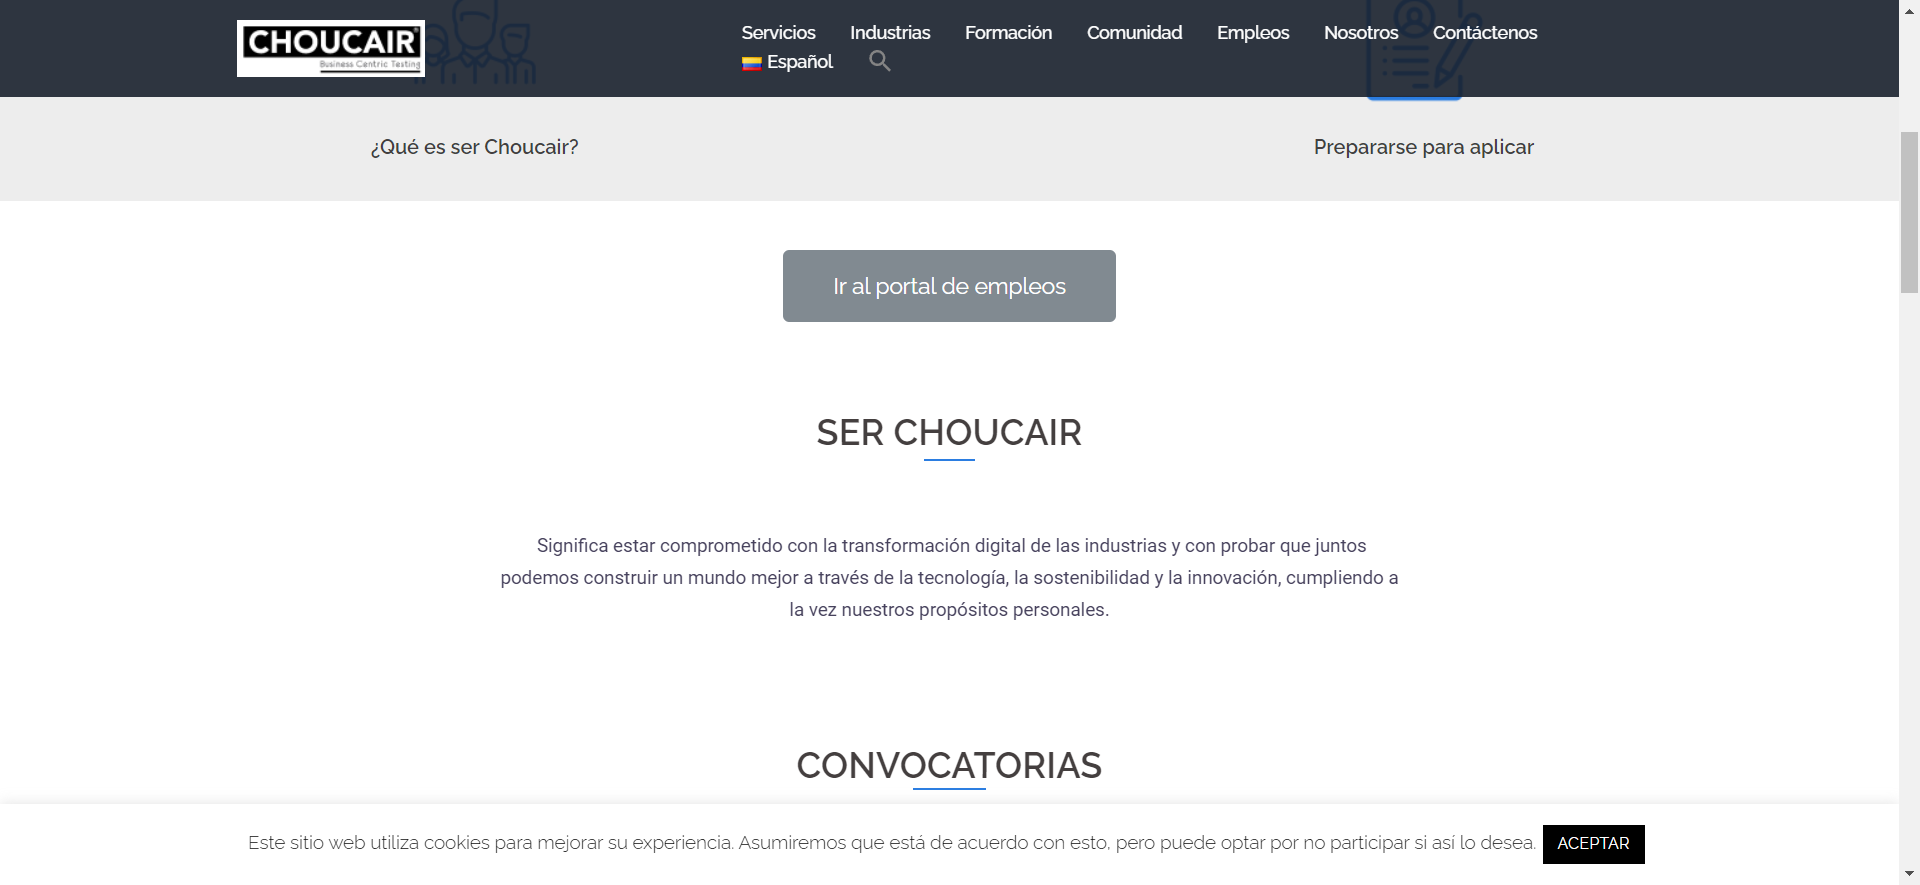 CHOUCAIR
Business Centric Testing
Servicios Industrias Formación Comunidad Empleos Nosotros Contáctenos
Español
¿Qué es ser Choucair?
Prepararse para aplicar
Ir al portal de empleos
SER CHOUCAIR
Significa estar comprometido con la transformación digital de las industrias y con probar que juntos
podemos construir un mundo mejor a través de la tecnología, la sostenibilidad y la innovación, cumpliendo a
la vez nuestros propósitos personales.
CONVOCATORIAS
Este sitio web utiliza cookies para mejorar su experiencia. Asumiremos que está de acuerdo con esto, pero puede optar por no participar si así lo desea. ACEPTAR